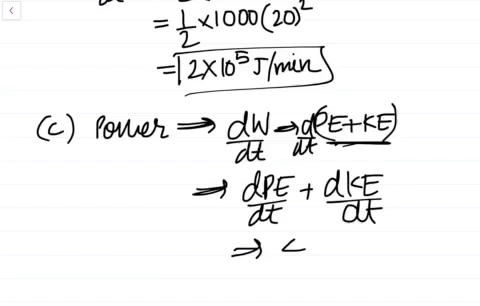 = 1/2 × 1000 (20)²
= 2×10⁵ J/min
(c) Power ⇒ dW/dt → d/dt (PE+KE)
⇒ dPE/dt + dKE/dt
⇒